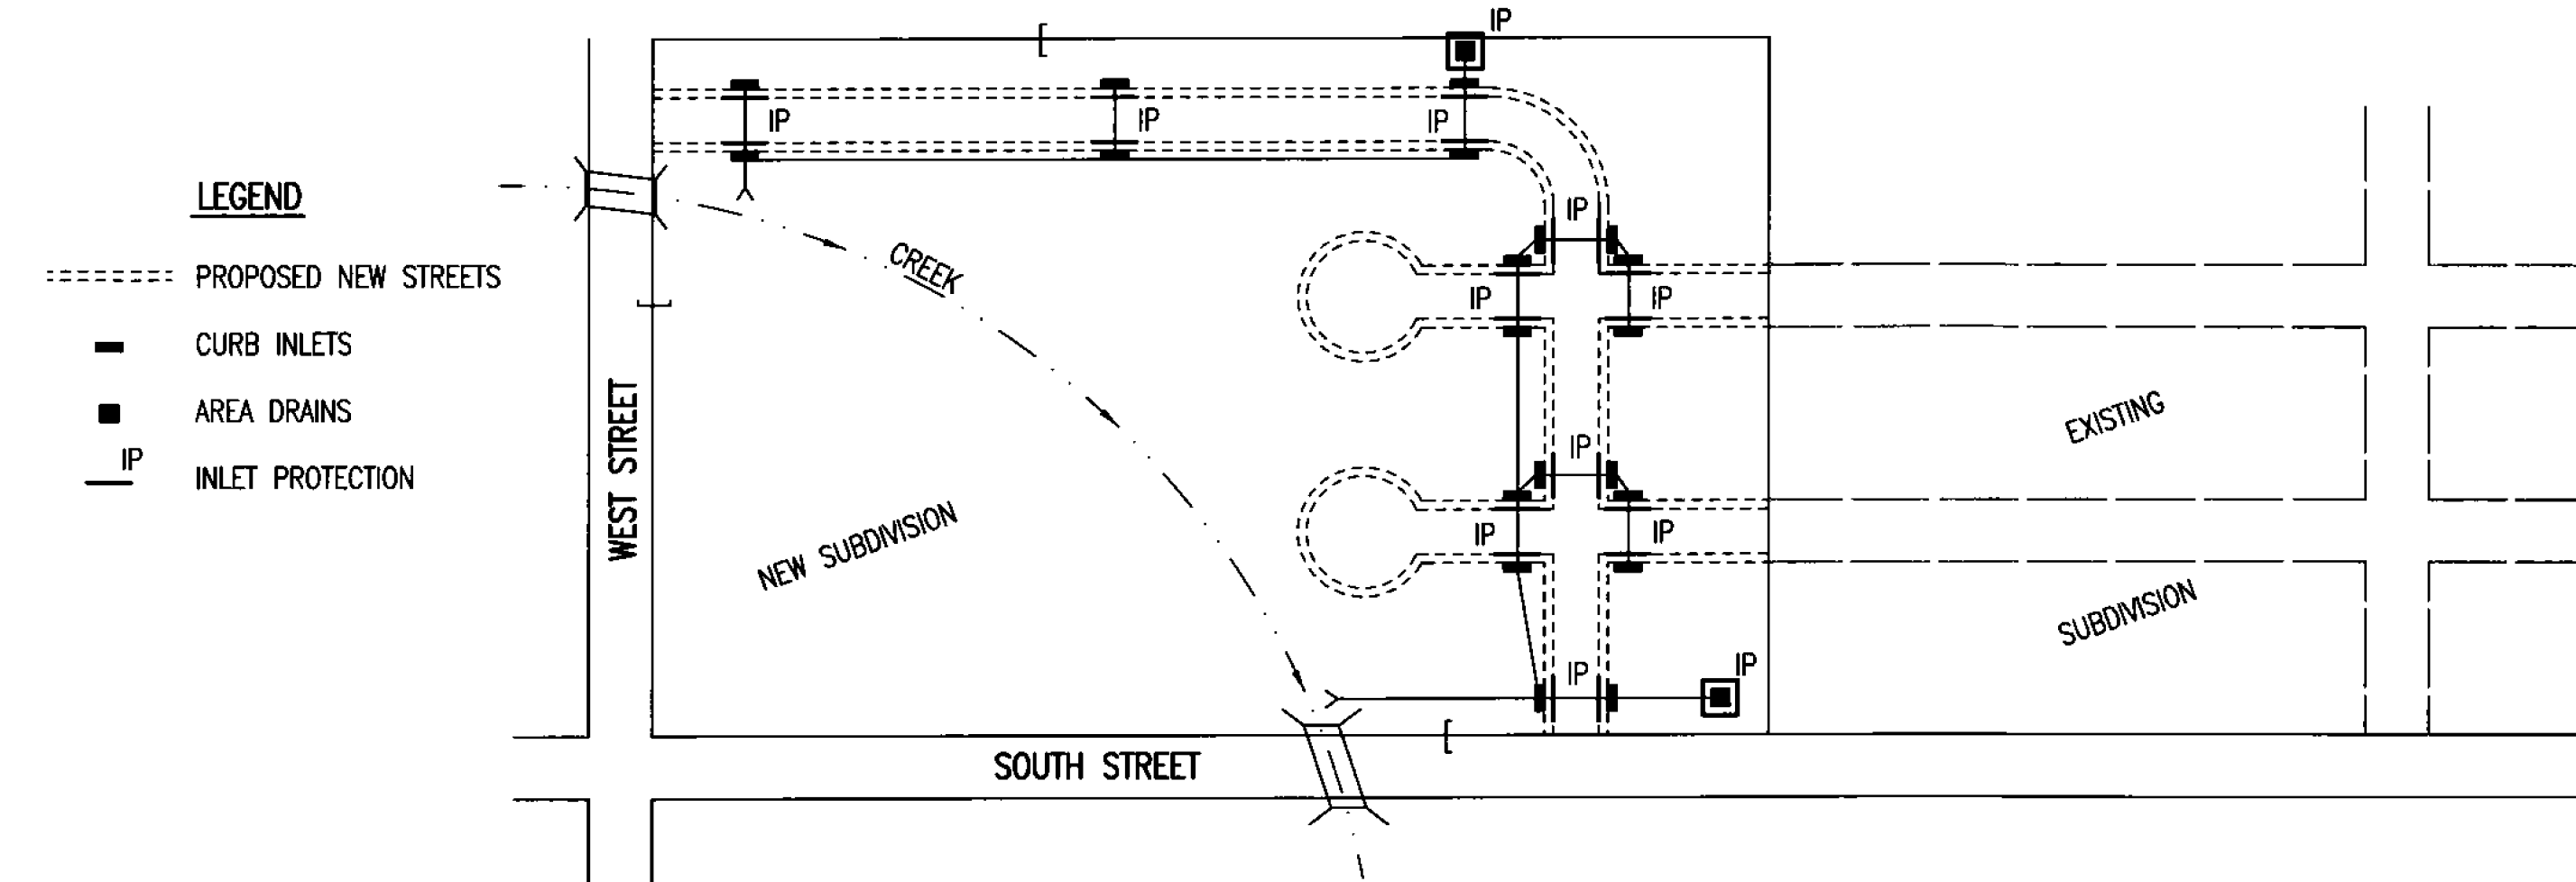 LEGEND
PROPOSED NEW STREETS
CURB INLETS
AREA DRAINS
IP
INLET PROTECTION
IP
IP
IP
IP
IP
IP
IP
IP
IP
IP
IP
IP
IP
CREEK
WEST STREET
NEW SUBDIVISION
EXISTING
SUBDIVISION
SOUTH STREET